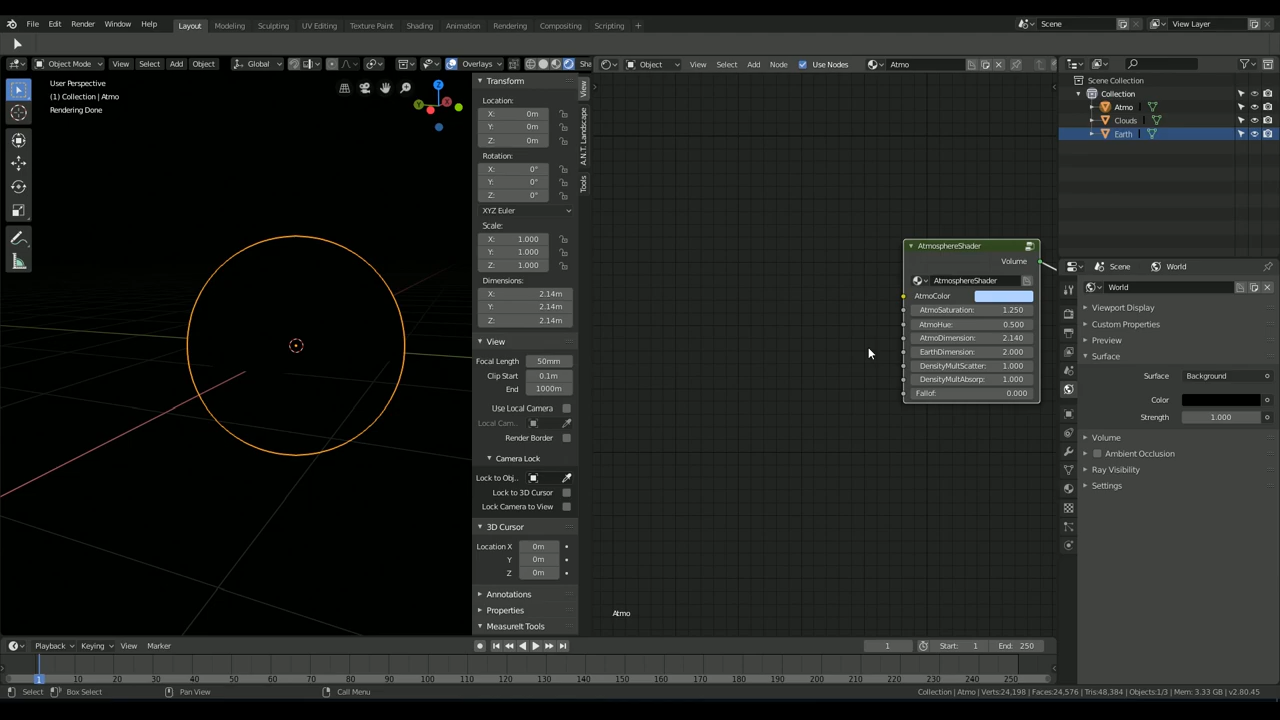 File Edit Render Window Help Layout Modeling Sculpting UV Editing Texture Paint Shading Animation Rendering Compositing Scripting + Scene View Layer
Object Mode View Select Add Object Global Overlays Sha Object View Select Add Node Use Nodes Atmo
User Perspective
(1) Collection | Atmo
Rendering Done
Transform
Location:
X: 0m
Y: 0m
Z: 0m
Rotation:
X: 0°
Y: 0°
Z: 0°
XYZ Euler
Scale:
X: 1.000
Y: 1.000
Z: 1.000
Dimensions:
X: 2.14m
Y: 2.14m
Z: 2.14m
View
Focal Length 50mm
Clip Start 0.1m
End 1000m
Use Local Camera
Local Cam..
Render Border
Camera Lock
Lock to Obj..
Lock to 3D Cursor
Lock Camera to View
3D Cursor
Location X 0m
Y 0m
Z 0m
Annotations
Properties
MeasureIt Tools
View
A.N.T. Landscape
Tools
AtmosphereShader
Volume
AtmosphereShader
AtmoColor
AtmoSaturation: 1.250
AtmoHue: 0.500
AtmoDimension: 2.140
EarthDimension: 2.000
DensityMultScatter: 1.000
DensityMultAbsorp: 1.000
Fallof: 0.000
Atmo
Scene Collection
Collection
Atmo
Clouds
Earth
Scene World
World
Viewport Display
Custom Properties
Preview
Surface
Surface Background
Color
Strength 1.000
Volume
Ambient Occlusion
Ray Visibility
Settings
Playback Keying View Marker 1 Start: 1 End: 250
1 10 20 30 40 50 60 70 80 90 100 110 120 130 140 150 160 170 180 190 200 210 220 230 240 250
Select Box Select Pan View Call Menu Collection | Atmo | Verts:24,198 | Faces:24,576 | Tris:48,384 | Objects:1/3 | Mem: 3.33 GB | v2.80.45